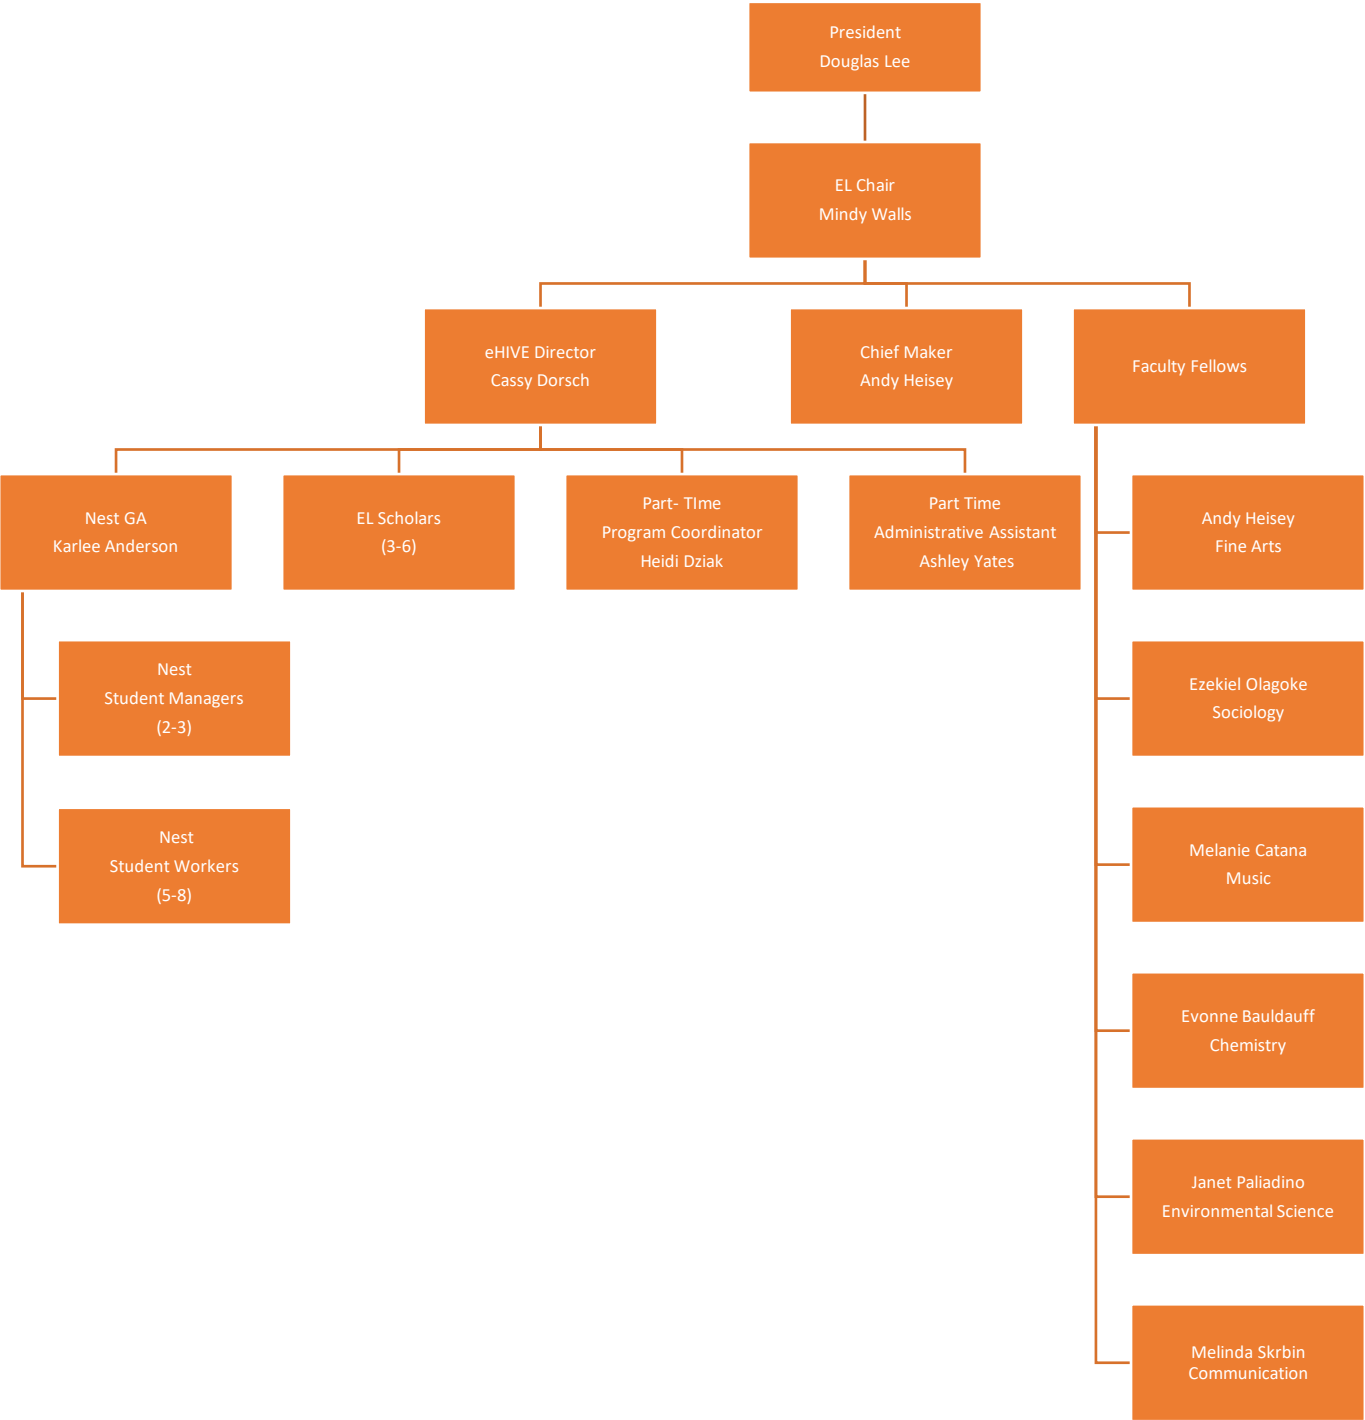 President
Douglas Lee
EL Chair
Mindy Walls
eHIVE Director
Cassy Dorsch
Chief Maker
Andy Heisey
Faculty Fellows
Nest GA
Karlee Anderson
EL Scholars
(3-6)
Part- TIme
Program Coordinator
Heidi Dziak
Part Time
Administrative Assistant
Ashley Yates
Andy Heisey
Fine Arts
Nest
Student Managers
(2-3)
Ezekiel Olagoke
Sociology
Nest
Student Workers
(5-8)
Melanie Catana
Music
Evonne Bauldauff
Chemistry
Janet Paliadino
Environmental Science
Melinda Skrbin
Communication